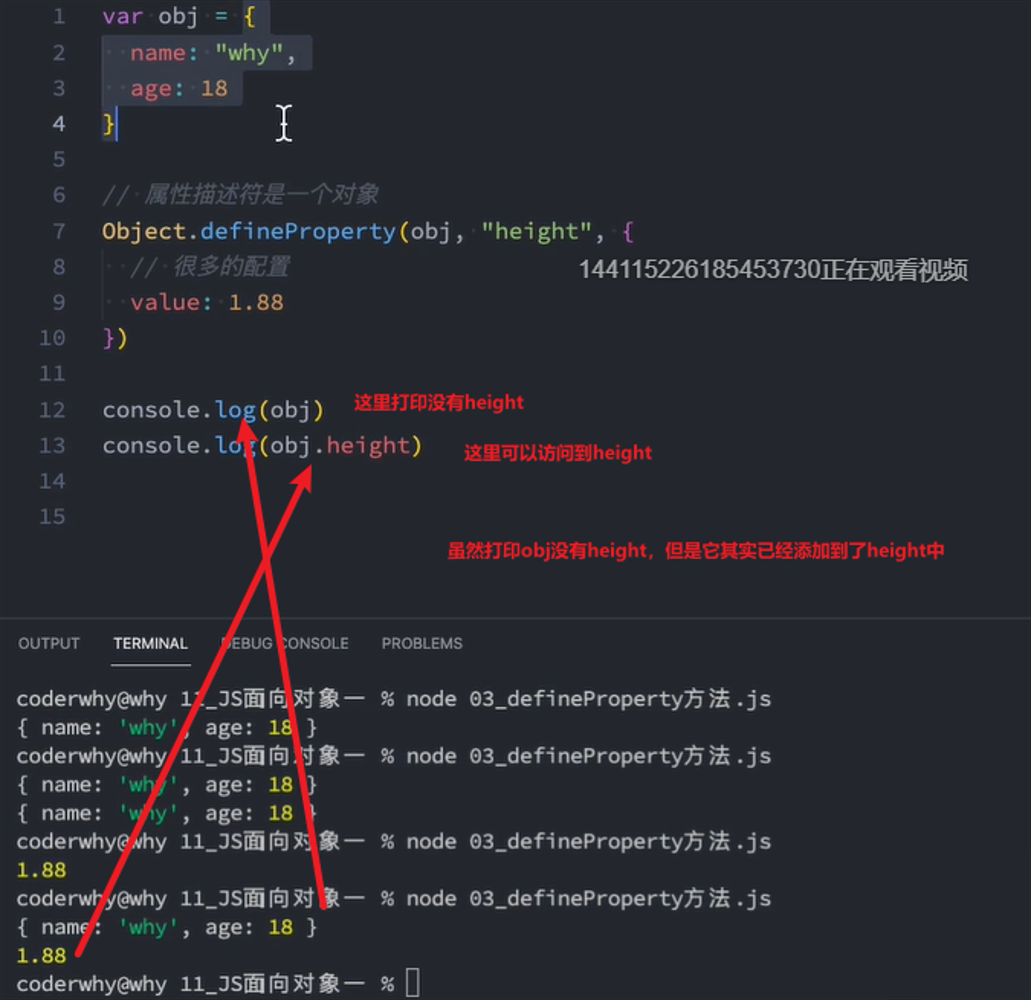 1 var obj = {
2 name: "why",
3 age: 18
4 }
5
6 // 属性描述符是一个对象
7 Object.defineProperty(obj, "height", {
8 // 很多的配置
144115226185453730正在观看视频
9 value: 1.88
10 })
11
12 console.log(obj) 这里打印没有height
13 console.log(obj.height) 这里可以访问到height
14
15
虽然打印obj没有height，但是它其实已经添加到了height中
OUTPUT TERMINAL DEBUG CONSOLE PROBLEMS
coderwhy@why 11_JS面向对象一 % node 03_defineProperty方法.js
{ name: 'why', age: 18 }
coderwhy@why 11_JS面向对象一 % node 03_defineProperty方法.js
{ name: 'why', age: 18 }
{ name: 'why', age: 18 }
coderwhy@why 11_JS面向对象一 % node 03_defineProperty方法.js
1.88
coderwhy@why 11_JS面向对象一 % node 03_defineProperty方法.js
{ name: 'why', age: 18 }
1.88
coderwhy@why 11_JS面向对象一 %